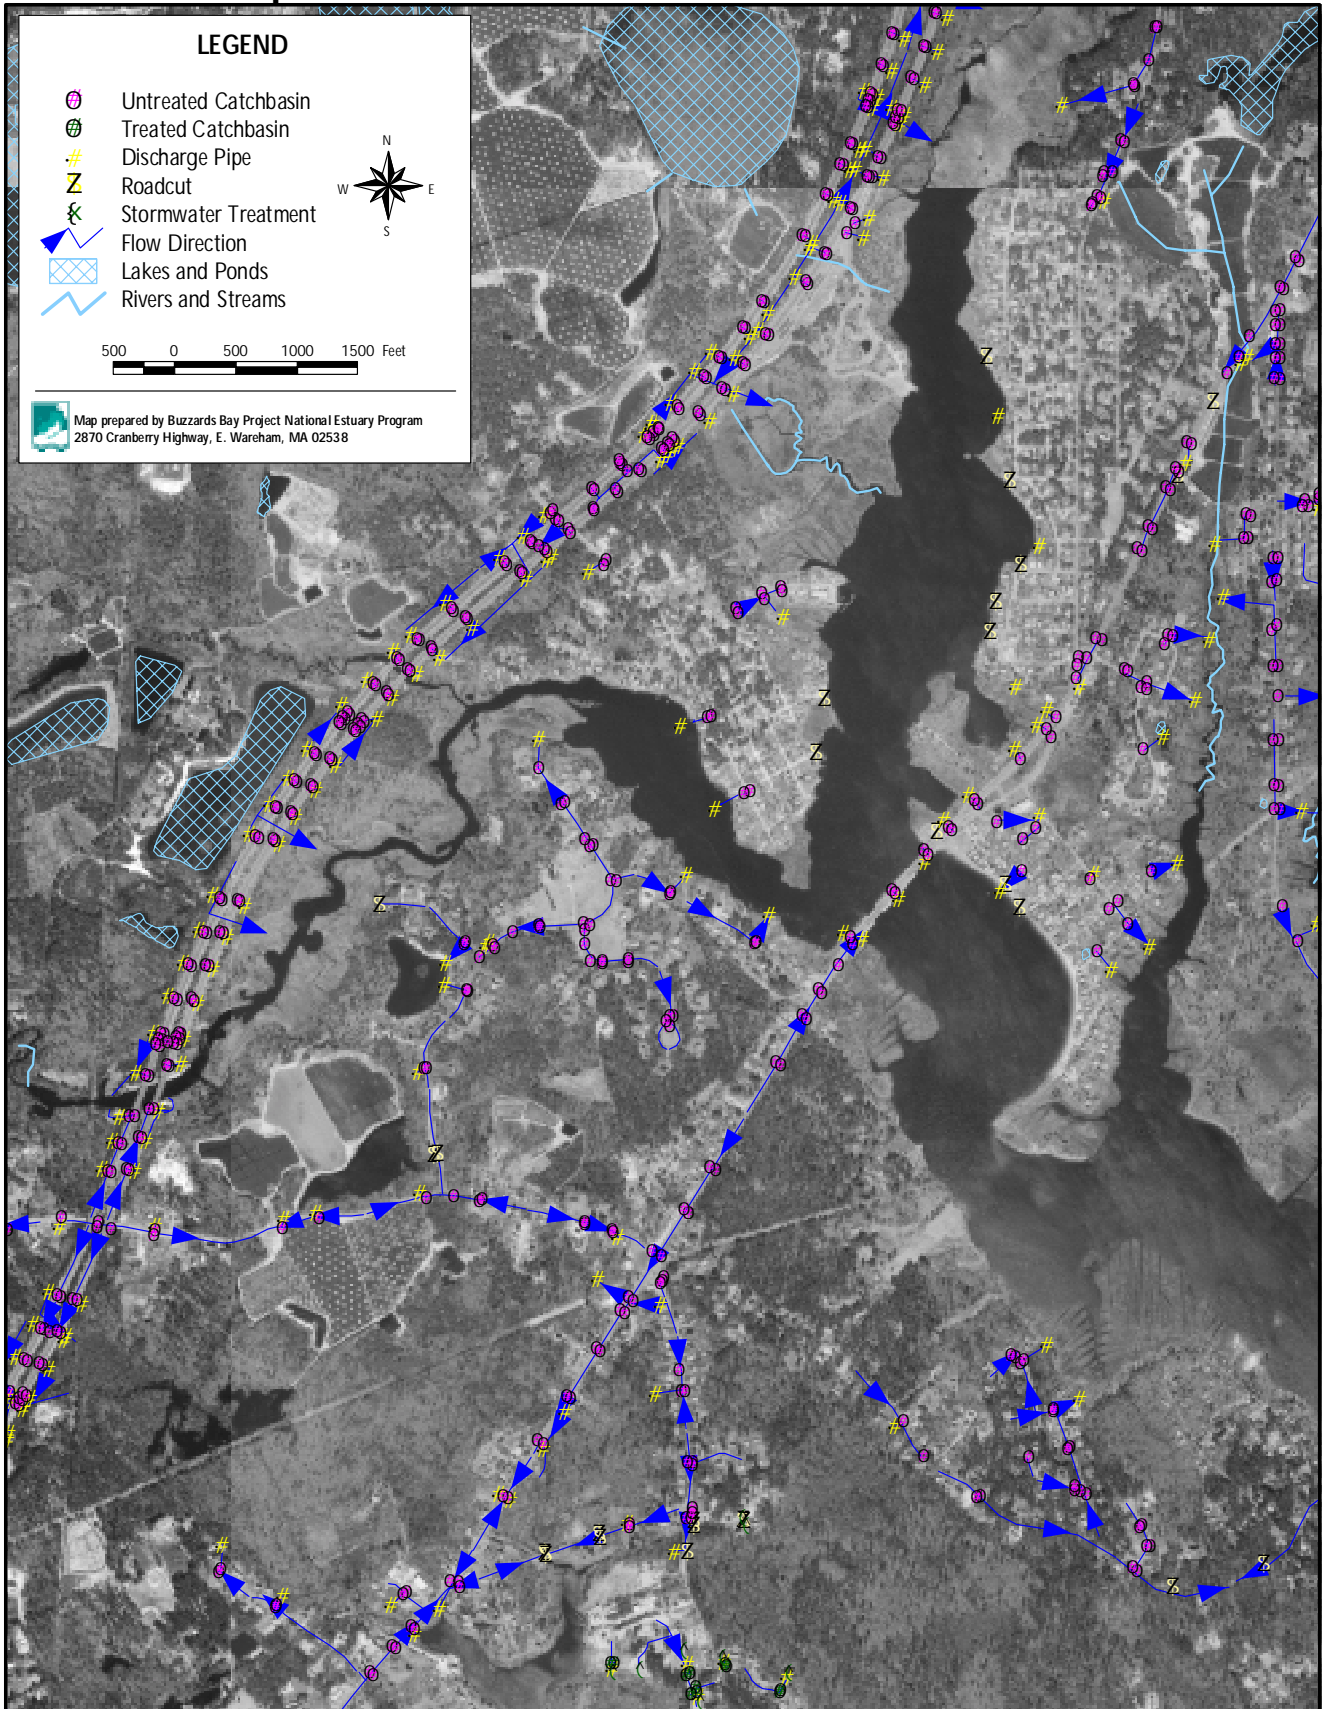 LEGEND
Untreated Catchbasin
Treated Catchbasin
Discharge Pipe
Roadcut
Stormwater Treatment
Flow Direction
Lakes and Ponds
Rivers and Streams
N
W E
S
500 0 500 1000 1500 Feet
Map prepared by Buzzards Bay Project National Estuary Program
2870 Cranberry Highway, E. Wareham, MA 02538